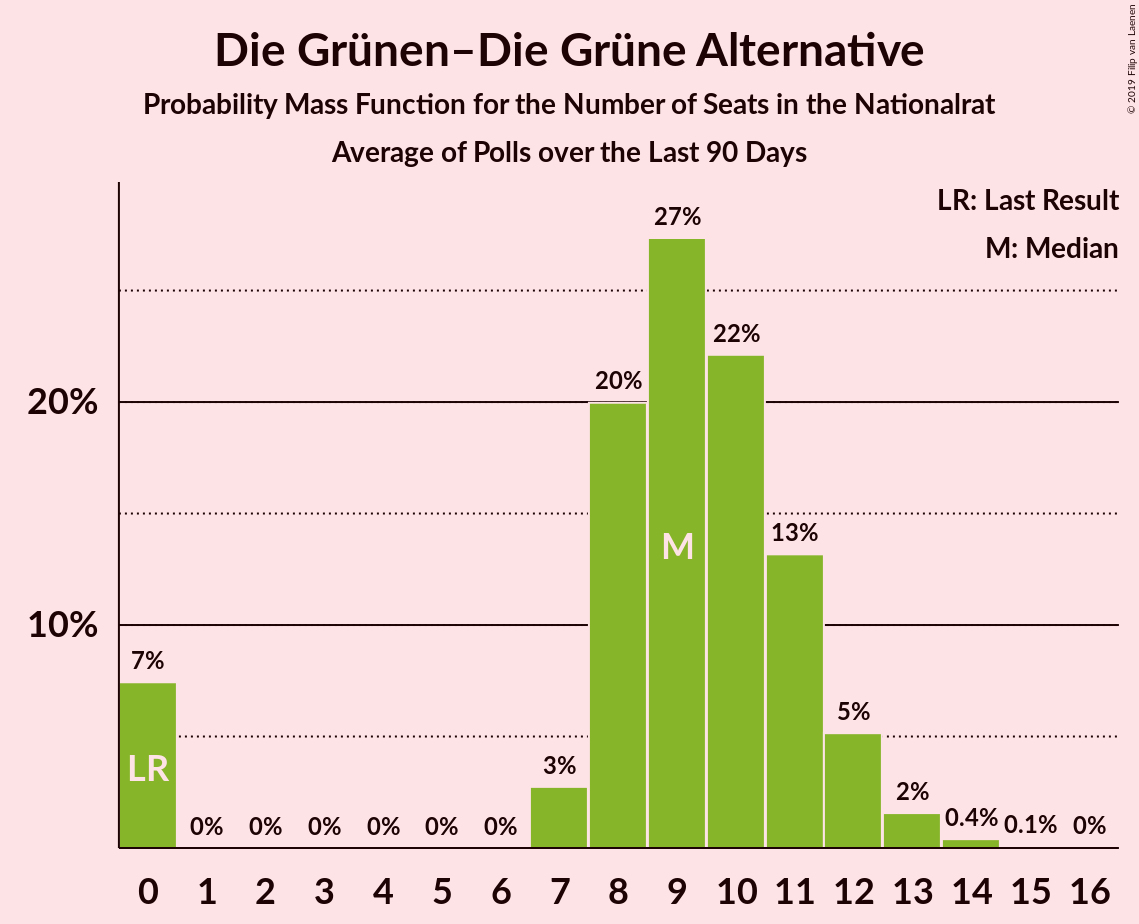 Die Grünen–Die Grüne Alternative
Probability Mass Function for the Number of Seats in the Nationalrat
Average of Polls over the Last 90 Days
© 2019 Filip van Laenen
LR: Last Result
M: Median
27%
22%
20%
20%
M
13%
10%
7%
5%
LR
3%
2%
0% 0% 0% 0% 0% 0% 0.4% 0.1% 0%
0 1 2 3 4 5 6 7 8 9 10 11 12 13 14 15 16